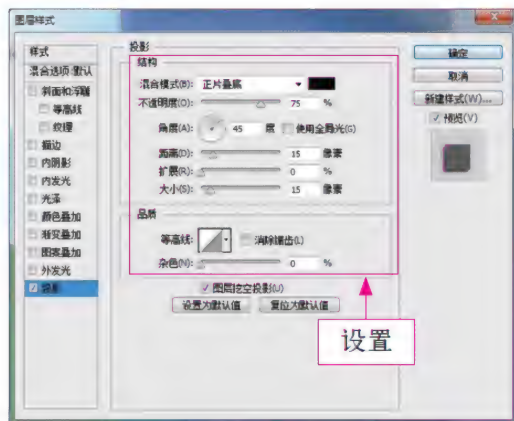 图层样式
样式
混合选项:默认
斜面和浮雕
等高线
纹理
描边
内阴影
内发光
光泽
颜色叠加
渐变叠加
图案叠加
外发光
投影
投影
结构
混合模式(B): 正片叠底
不透明度(O): 75 %
角度(A): 45 度 使用全局光(G)
距离(D): 15 像素
扩展(R): 0 %
大小(S): 15 像素
品质
等高线: 消除锯齿(L)
杂色(N): 0 %
图层挖空投影(U)
设置为默认值 复位为默认值
确定
取消
新建样式(W)...
预览(V)
设置